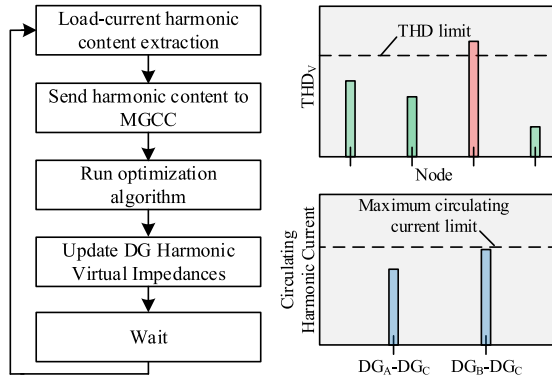 Load-current harmonic
content extraction
Send harmonic content to
MGCC
Run optimization
algorithm
Update DG Harmonic
Virtual Impedances
Wait
THD limit
THD_V
Node
Maximum circulating
current limit
Circulating
Harmonic Current
DG_A-DG_C
DG_B-DG_C